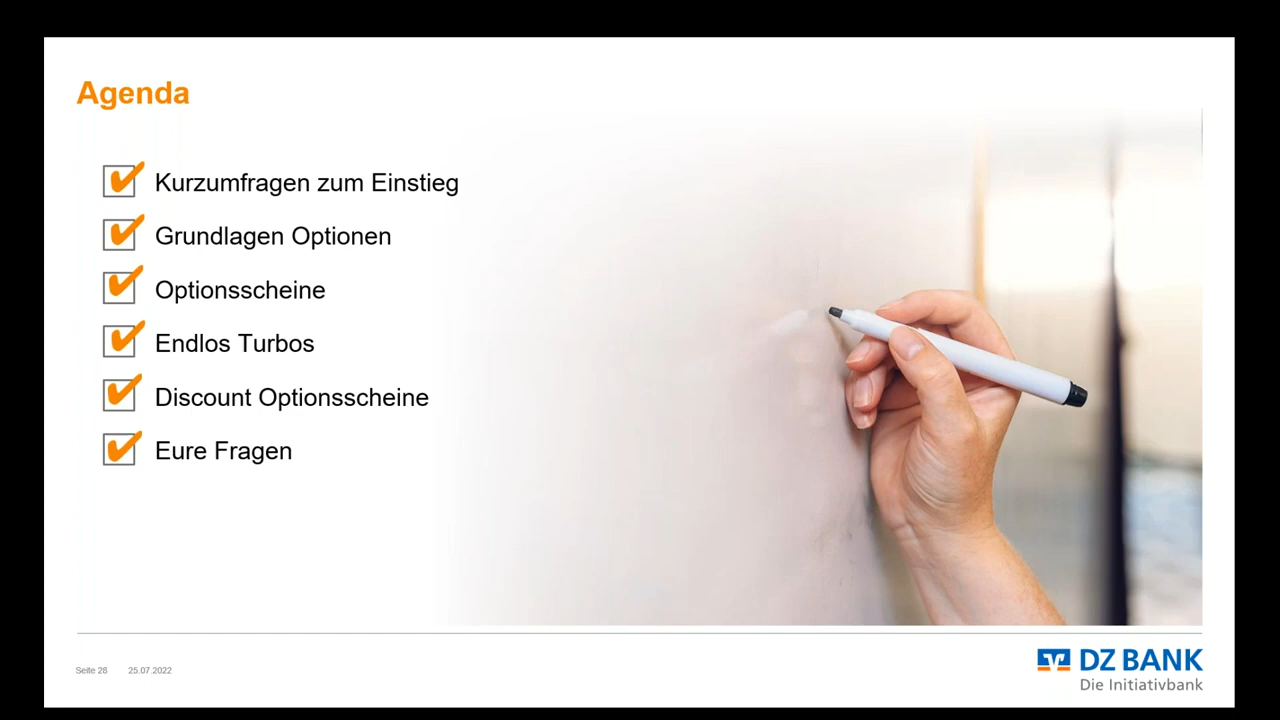 Agenda
Kurzumfragen zum Einstieg
Grundlagen Optionen
Optionsscheine
Endlos Turbos
Discount Optionsscheine
Eure Fragen
Seite 28 25.07.2022
DZ BANK
Die Initiativbank